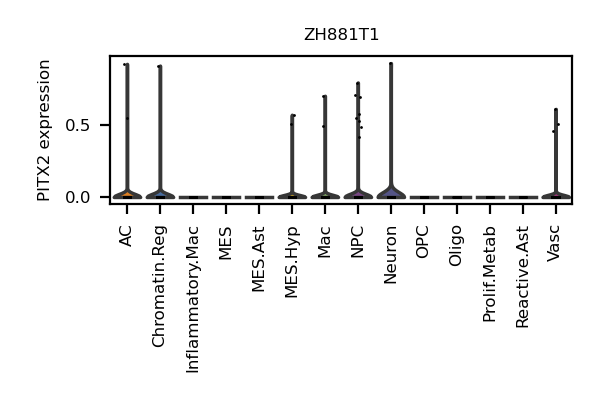 ZH881T1
PITX2 expression
0.5
0.0
AC
Chromatin.Reg
Inflammatory.Mac
MES
MES.Ast
MES.Hyp
Mac
NPC
Neuron
OPC
Oligo
Prolif.Metab
Reactive.Ast
Vasc